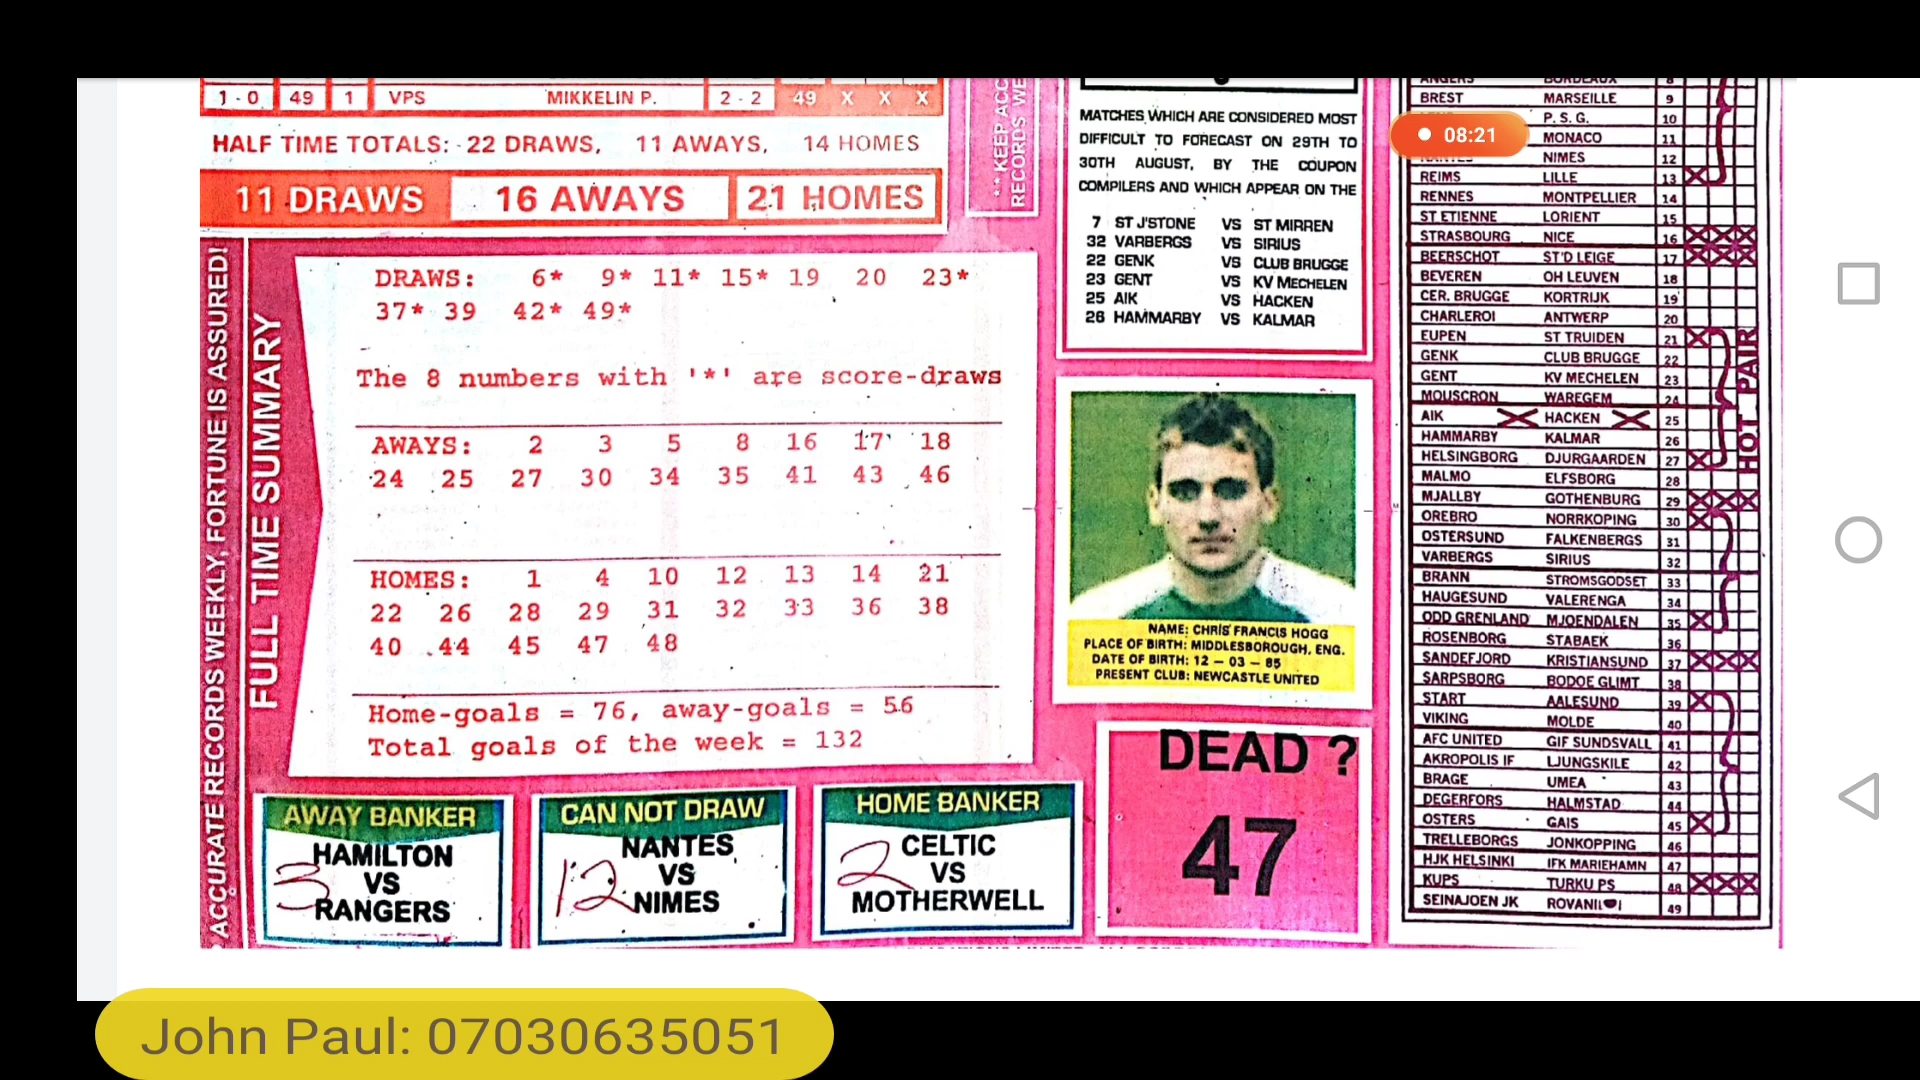 1 - 0 49 1 VPS MIKKELIN P. 2 - 2 49 X X X
HALF TIME TOTALS: 22 DRAWS, 11 AWAYS, 14 HOMES
11 DRAWS 16 AWAYS 21 HOMES
ACCURATE RECORDS WEEKLY, FORTUNE IS ASSURED!
FULL TIME SUMMARY
DRAWS: 6* 9* 11* 15* 19 20 23*
37* 39 42* 49*
The 8 numbers with '*' are score-draws
AWAYS: 2 3 5 8 16 17 18
24 25 27 30 34 35 41 43 46
HOMES: 1 4 10 12 13 14 21
22 26 28 29 31 32 33 36 38
40 44 45 47 48
Home-goals = 76, away-goals = 56
Total goals of the week = 132
AWAY BANKER
HAMILTON
VS
RANGERS
3
CAN NOT DRAW
NANTES
VS
NIMES
12
HOME BANKER
CELTIC
VS
MOTHERWELL
2
** KEEP ACC
RECORDS WE
MATCHES WHICH ARE CONSIDERED MOST
DIFFICULT TO FORECAST ON 29TH TO
30TH AUGUST, BY THE COUPON
COMPILERS AND WHICH APPEAR ON THE
7 ST J'STONE VS ST MIRREN
32 VARBERGS VS SIRIUS
22 GENK VS CLUB BRUGGE
23 GENT VS KV MECHELEN
25 AIK VS HACKEN
26 HAMMARBY VS KALMAR
NAME: CHRIS FRANCIS HOGG
PLACE OF BIRTH: MIDDLESBOROUGH, ENG.
DATE OF BIRTH: 12 - 03 - 85
PRESENT CLUB: NEWCASTLE UNITED
DEAD ?
47
ANGERS BORDEAUX 8
BREST MARSEILLE 9
P. S. G. 10
MONACO 11
NIMES 12
REIMS LILLE 13
RENNES MONTPELLIER 14
ST ETIENNE LORIENT 15
STRASBOURG NICE 16
BEERSCHOT ST'D LEIGE 17
BEVEREN OH LEUVEN 18
CER. BRUGGE KORTRIJK 19
CHARLEROI ANTWERP 20
EUPEN ST TRUIDEN 21
GENK CLUB BRUGGE 22
GENT KV MECHELEN 23
MOUSCRON WAREGEM 24
AIK HACKEN 25
HAMMARBY KALMAR 26
HELSINGBORG DJURGAARDEN 27
MALMO ELFSBORG 28
MJALLBY GOTHENBURG 29
OREBRO NORRKOPING 30
OSTERSUND FALKENBERGS 31
VARBERGS SIRIUS 32
BRANN STROMSGODSET 33
HAUGESUND VALERENGA 34
ODD GRENLAND MJOENDALEN 35
ROSENBORG STABAEK 36
SANDEFJORD KRISTIANSUND 37
SARPSBORG BODOE GLIMT 38
START AALESUND 39
VIKING MOLDE 40
AFC UNITED GIF SUNDSVALL 41
AKROPOLIS IF LJUNGSKILE 42
BRAGE UMEA 43
DEGERFORS HALMSTAD 44
OSTERS GAIS 45
TRELLEBORGS JONKOPPING 46
HJK HELSINKI IFK MARIEHAMN 47
KUPS TURKU PS 48
SEINAJOEN JK 49
HOT PAIR
08:21
John Paul: 07030635051